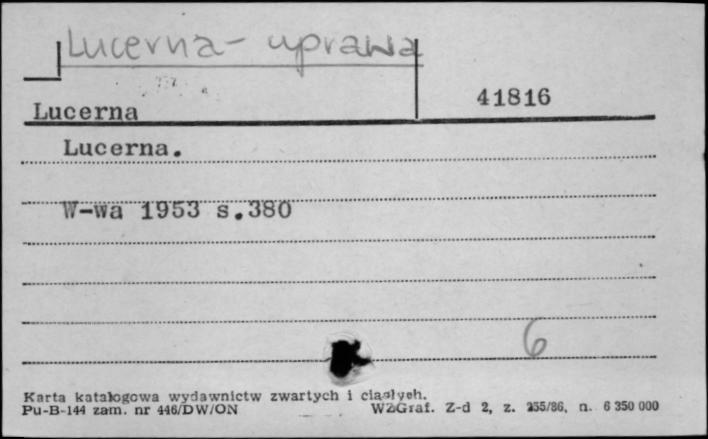 Lucerna - uprawa
41816
Lucerna
Lucerna.
W-wa 1953 s.380
6
Karta katalogowa wydawnictw zwartych i ciągłych.
Pu-B-144 zam. nr 446/DW/ON WZGraf. Z-d 2, z. 255/86, n. 6 350 000